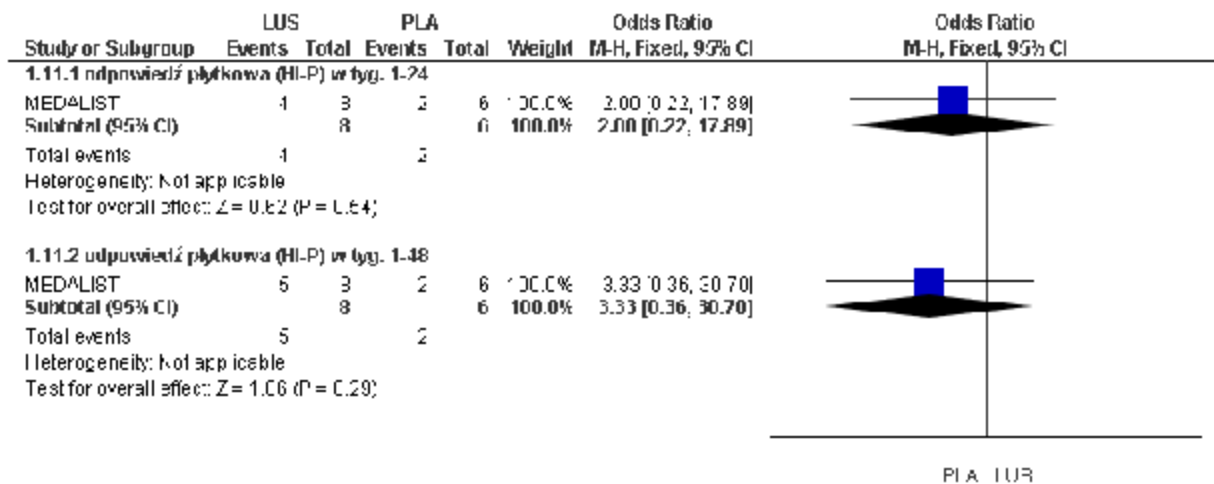 LUS PLA Odds Ratio Odds Ratio
Study or Subgroup Events Total Events Total Weight M-H, Fixed, 95% CI M-H, Fixed, 95% CI
1.11.1 odpowiedź płytkowa (HI-P) w tyg. 1-24
MEDALIST 4 8 2 6 100.0% 2.00 [0.22, 17.89]
Subtotal (95% CI) 8 6 100.0% 2.00 [0.22, 17.89]
Total events 4 2
Heterogeneity: Not applicable
Test for overall effect: Z = 0.62 (P = 0.54)
1.11.2 odpowiedź płytkowa (HI-P) w tyg. 1-48
MEDALIST 5 8 2 6 100.0% 3.33 [0.36, 30.70]
Subtotal (95% CI) 8 6 100.0% 3.33 [0.36, 30.70]
Total events 5 2
Heterogeneity: Not applicable
Test for overall effect: Z = 1.06 (P = 0.29)
PLA